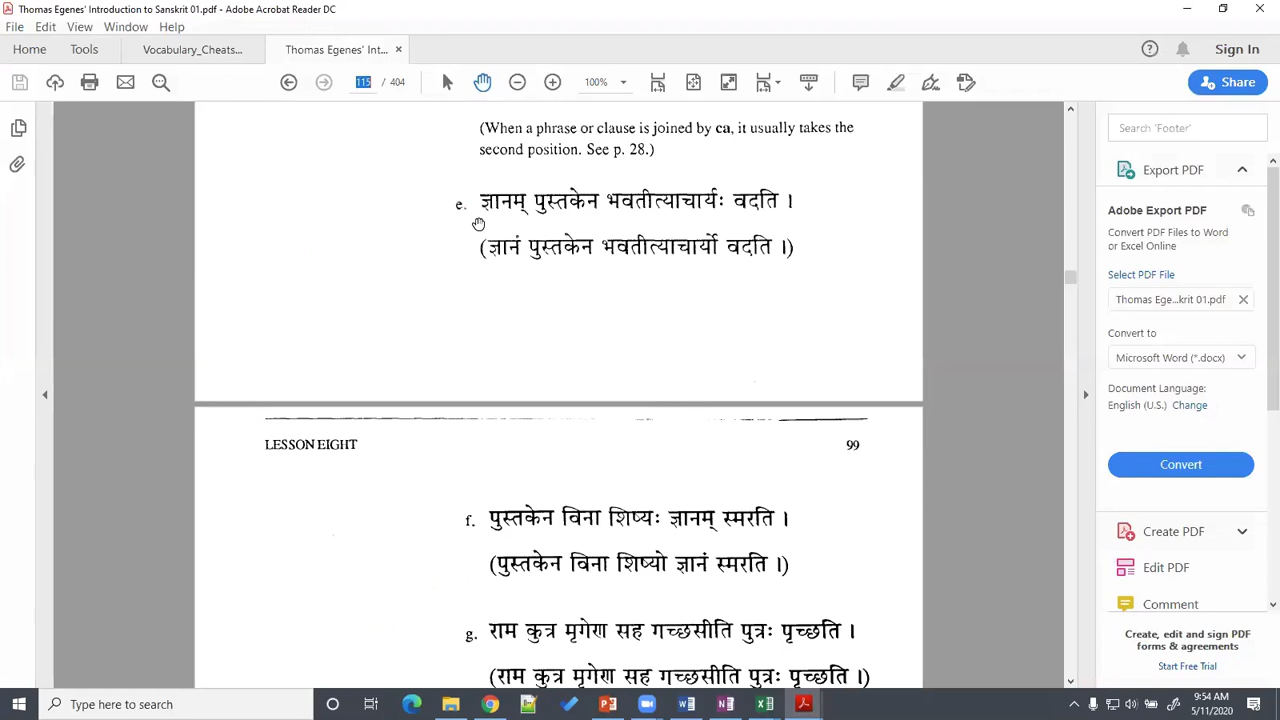 Thomas Egenes' Introduction to Sanskrit 01.pdf - Adobe Acrobat Reader DC
File Edit View Window Help
Home Tools Vocabulary_Cheats... Thomas Egenes' Int... × Sign In
115 / 404 100% Share
(When a phrase or clause is joined by ca, it usually takes the
second position. See p. 28.)
e. ज्ञानम् पुस्तकेन भवतीत्याचार्यः वदति ।
(ज्ञानं पुस्तकेन भवतीत्याचार्यो वदति ।)
LESSON EIGHT 99
f. पुस्तकेन विना शिष्यः ज्ञानम् स्मरति ।
(पुस्तकेन विना शिष्यो ज्ञानं स्मरति ।)
g. राम कुत्र मृगेण सह गच्छसीति पुत्रः पृच्छति ।
(राम कुत्र मृगेण सह गच्छसीति पुत्रः पृच्छति ।)
Search 'Footer'
Export PDF
Adobe Export PDF
Convert PDF Files to Word
or Excel Online
Select PDF File
Thomas Ege...krit 01.pdf
Convert to
Microsoft Word (*.docx)
Document Language:
English (U.S.) Change
Convert
Create PDF
Edit PDF
Comment
Create, edit and sign PDF
forms & agreements
Start Free Trial
Type here to search
9:54 AM
5/11/2020